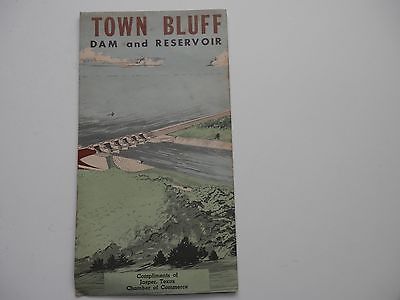 TOWN BLUFF
DAM and RESERVOIR
Compliments of
Jasper, Texas
Chamber of Commerce